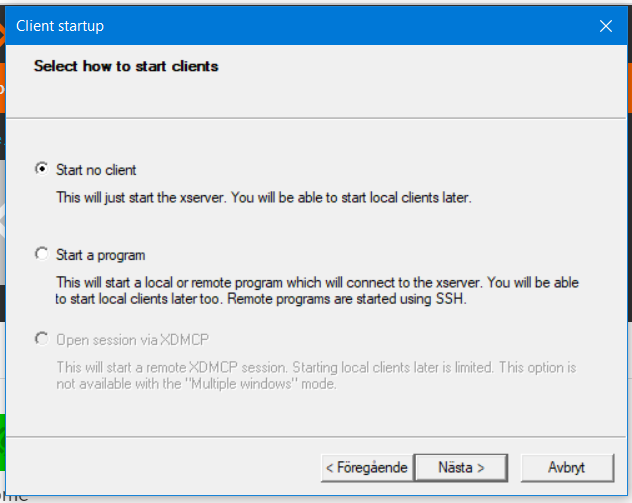 Client startup
Select how to start clients
Start no client
This will just start the xserver. You will be able to start local clients later.
Start a program
This will start a local or remote program which will connect to the xserver. You will be able
to start local clients later too. Remote programs are started using SSH.
Open session via XDMCP
This will start a remote XDMCP session. Starting local clients later is limited. This option is
not available with the "Multiple windows" mode.
< Föregående
Nästa >
Avbryt